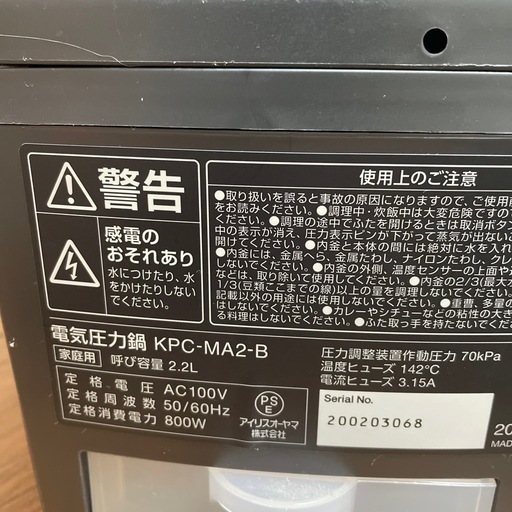 警告
感電の
おそれあり
水につけたり、水
をかけたりしない
でください。
使用上のご注意
●取り扱いを誤ると事故の原因になりますので、ご使用前
をお読みください。●調理中・炊飯中は大変危険ですので
ください。●調理の途中でふたを開けるときは取消ボタン
中の表示が消え、圧力表示ピンが下がって蒸気が出ない
開けてください。●内釜と本体の間には絶対に水を入れ
●内釜には、金属へら、金属たわし、ナイロンたわし、クレ
ください。●内釜の外側、温度センサーの上面や
などは、取り除いて使用してください。●内釜の2/3(最大
1/3(豆類ここまでの線)以上の量を調理しないでください。
記載以外の用途には使用しないでください。●重曹、多量の
ください。●カレーやシチューなどの粘性の大き
る料理はしないでください。●ふた取っ手を持たないでください
電気圧力鍋 KPC-MA2-B
家庭用 呼び容量 2.2L
定格電圧 AC100V
定格周波数 50/60Hz
定格消費電力 800W
PS
E
アイリスオーヤマ
株式会社
圧力調整装置作動圧力 70kPa
温度ヒューズ 142℃
電流ヒューズ 3.15A
Serial No.
200203068
20
MAD